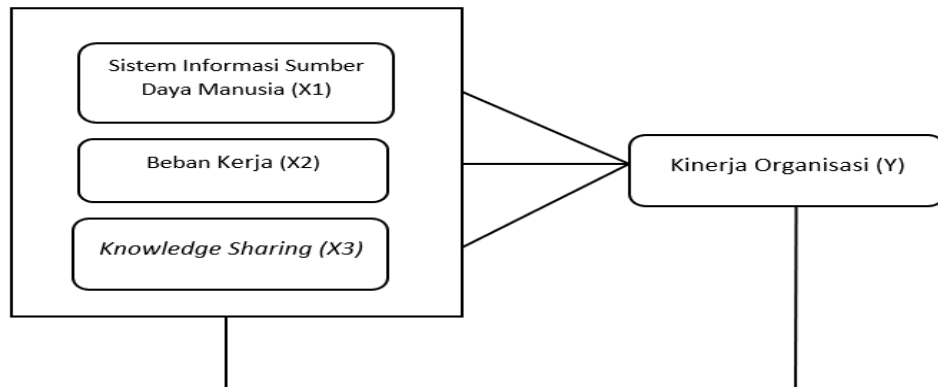 Sistem Informasi Sumber
Daya Manusia (X1)
Beban Kerja (X2)
Knowledge Sharing (X3)
Kinerja Organisasi (Y)